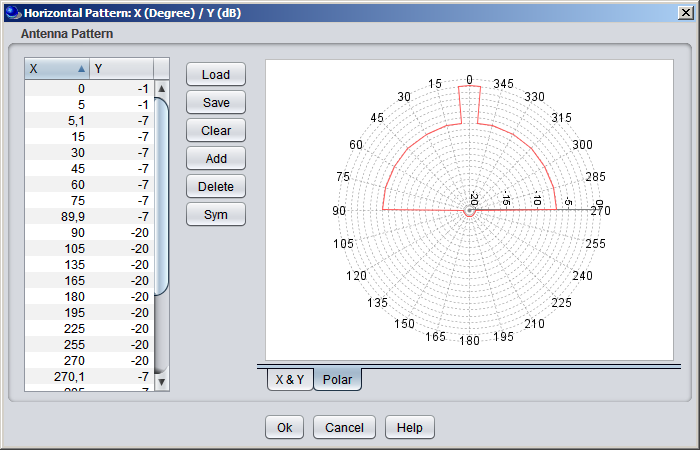 Horizontal Pattern: X (Degree) / Y (dB)
Antenna Pattern
X Y
0 -1
5 -1
5,1 -7
15 -7
30 -7
45 -7
60 -7
75 -7
89,9 -7
90 -20
105 -20
135 -20
165 -20
180 -20
195 -20
225 -20
255 -20
270 -20
270,1 -7
Load
Save
Clear
Add
Delete
Sym
0
15 345
30 330
45 315
60 300
75 285
90 -20 -15 -10 -5 0 270
105 255
120 240
135 225
150 210
165 195
180
X & Y Polar
Ok Cancel Help